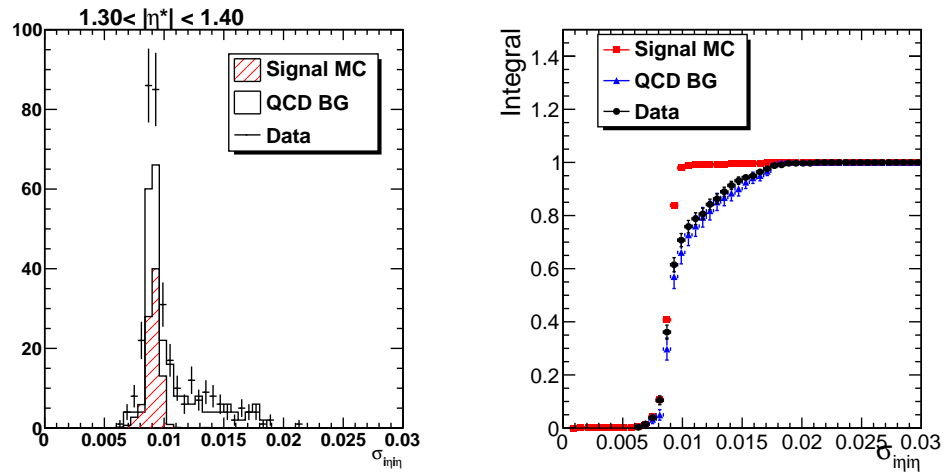 1.30< |η*| < 1.40
100
80
60
40
20
0
Signal MC
QCD BG
Data
0 0.005 0.01 0.015 0.02 0.025 0.03
σiηiη
Integral
1.4
1.2
1
0.8
0.6
0.4
0.2
0
Signal MC
QCD BG
Data
0 0.005 0.01 0.015 0.02 0.025 0.03
σiηiη